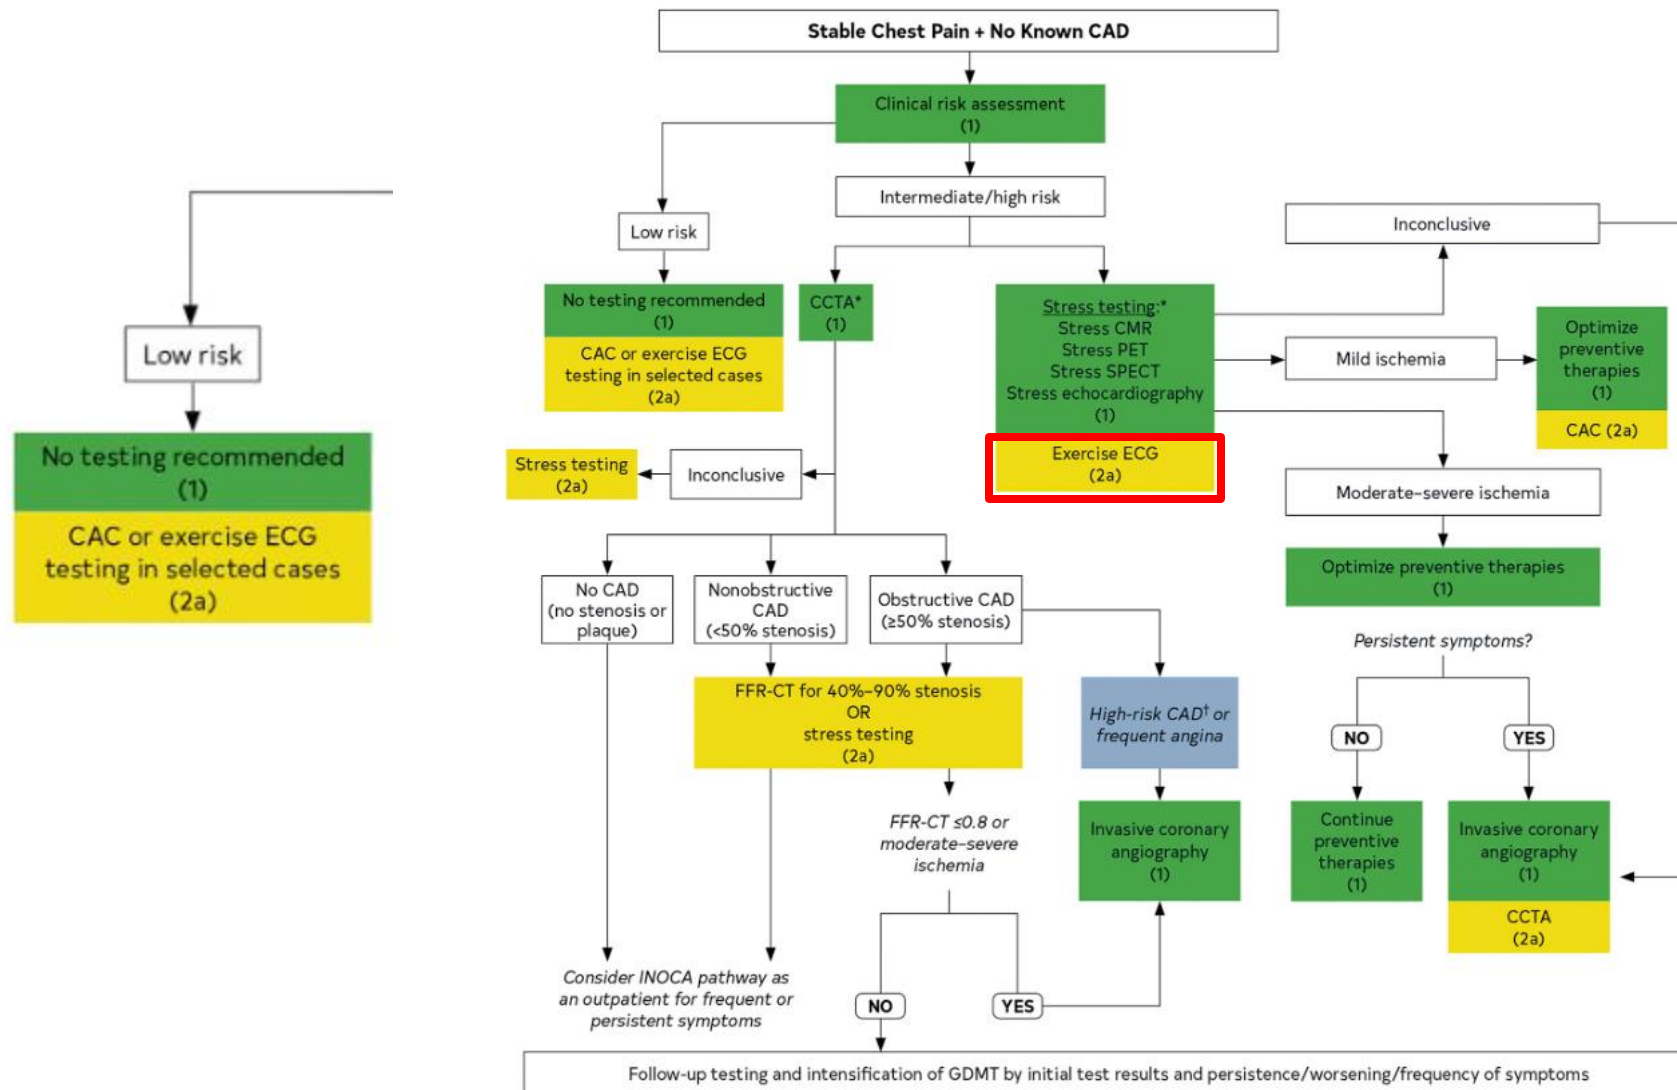 Low risk
No testing recommended
(1)
CAC or exercise ECG
testing in selected cases
(2a)
Stable Chest Pain + No Known CAD
Clinical risk assessment
(1)
Intermediate/high risk
Low risk
No testing recommended
(1)
CAC or exercise ECG
testing in selected cases
(2a)
CCTA*
(1)
Stress testing:*
Stress CMR
Stress PET
Stress SPECT
Stress echocardiography
(1)
Exercise ECG
(2a)
Inconclusive
Mild ischemia
Optimize
preventive
therapies
(1)
CAC (2a)
Moderate–severe ischemia
Optimize preventive therapies
(1)
Persistent symptoms?
NO
YES
Continue
preventive
therapies
(1)
Invasive coronary
angiography
(1)
CCTA
(2a)
Stress testing
(2a)
Inconclusive
No CAD
(no stenosis or
plaque)
Nonobstructive
CAD
(<50% stenosis)
Obstructive CAD
(≥50% stenosis)
FFR-CT for 40%–90% stenosis
OR
stress testing
(2a)
High-risk CAD† or
frequent angina
FFR-CT ≤0.8 or
moderate–severe
ischemia
Invasive coronary
angiography
(1)
Consider INOCA pathway as
an outpatient for frequent or
persistent symptoms
NO
YES
Follow-up testing and intensification of GDMT by initial test results and persistence/worsening/frequency of symptoms